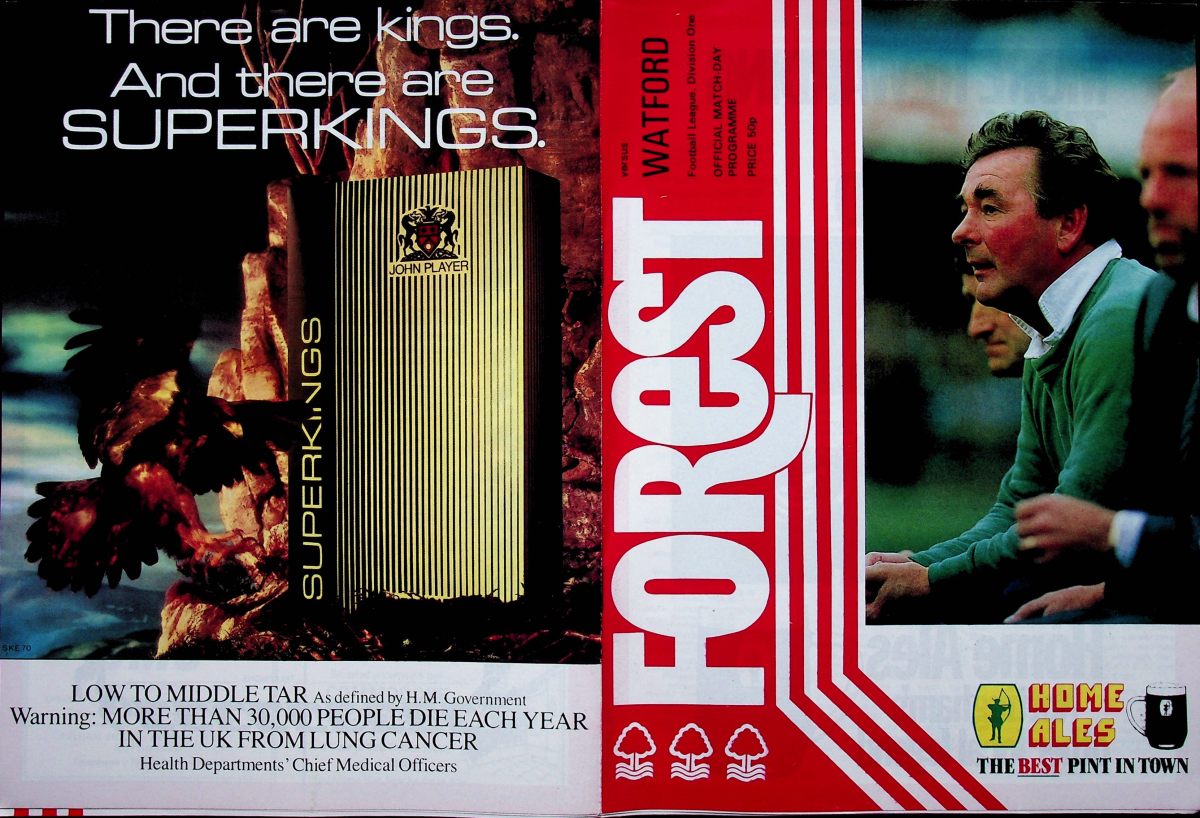 There are kings.
And there are
SUPERKINGS.
JOHN PLAYER
SUPERKINGS
SKE 70
LOW TO MIDDLE TAR As defined by H.M. Government
Warning: MORE THAN 30,000 PEOPLE DIE EACH YEAR
IN THE UK FROM LUNG CANCER
Health Departments' Chief Medical Officers
FOREST
versus
WATFORD
Football League, Division One
OFFICIAL MATCH-DAY
PROGRAMME
PRICE 50p
HOME
ALES
THE BEST PINT IN TOWN